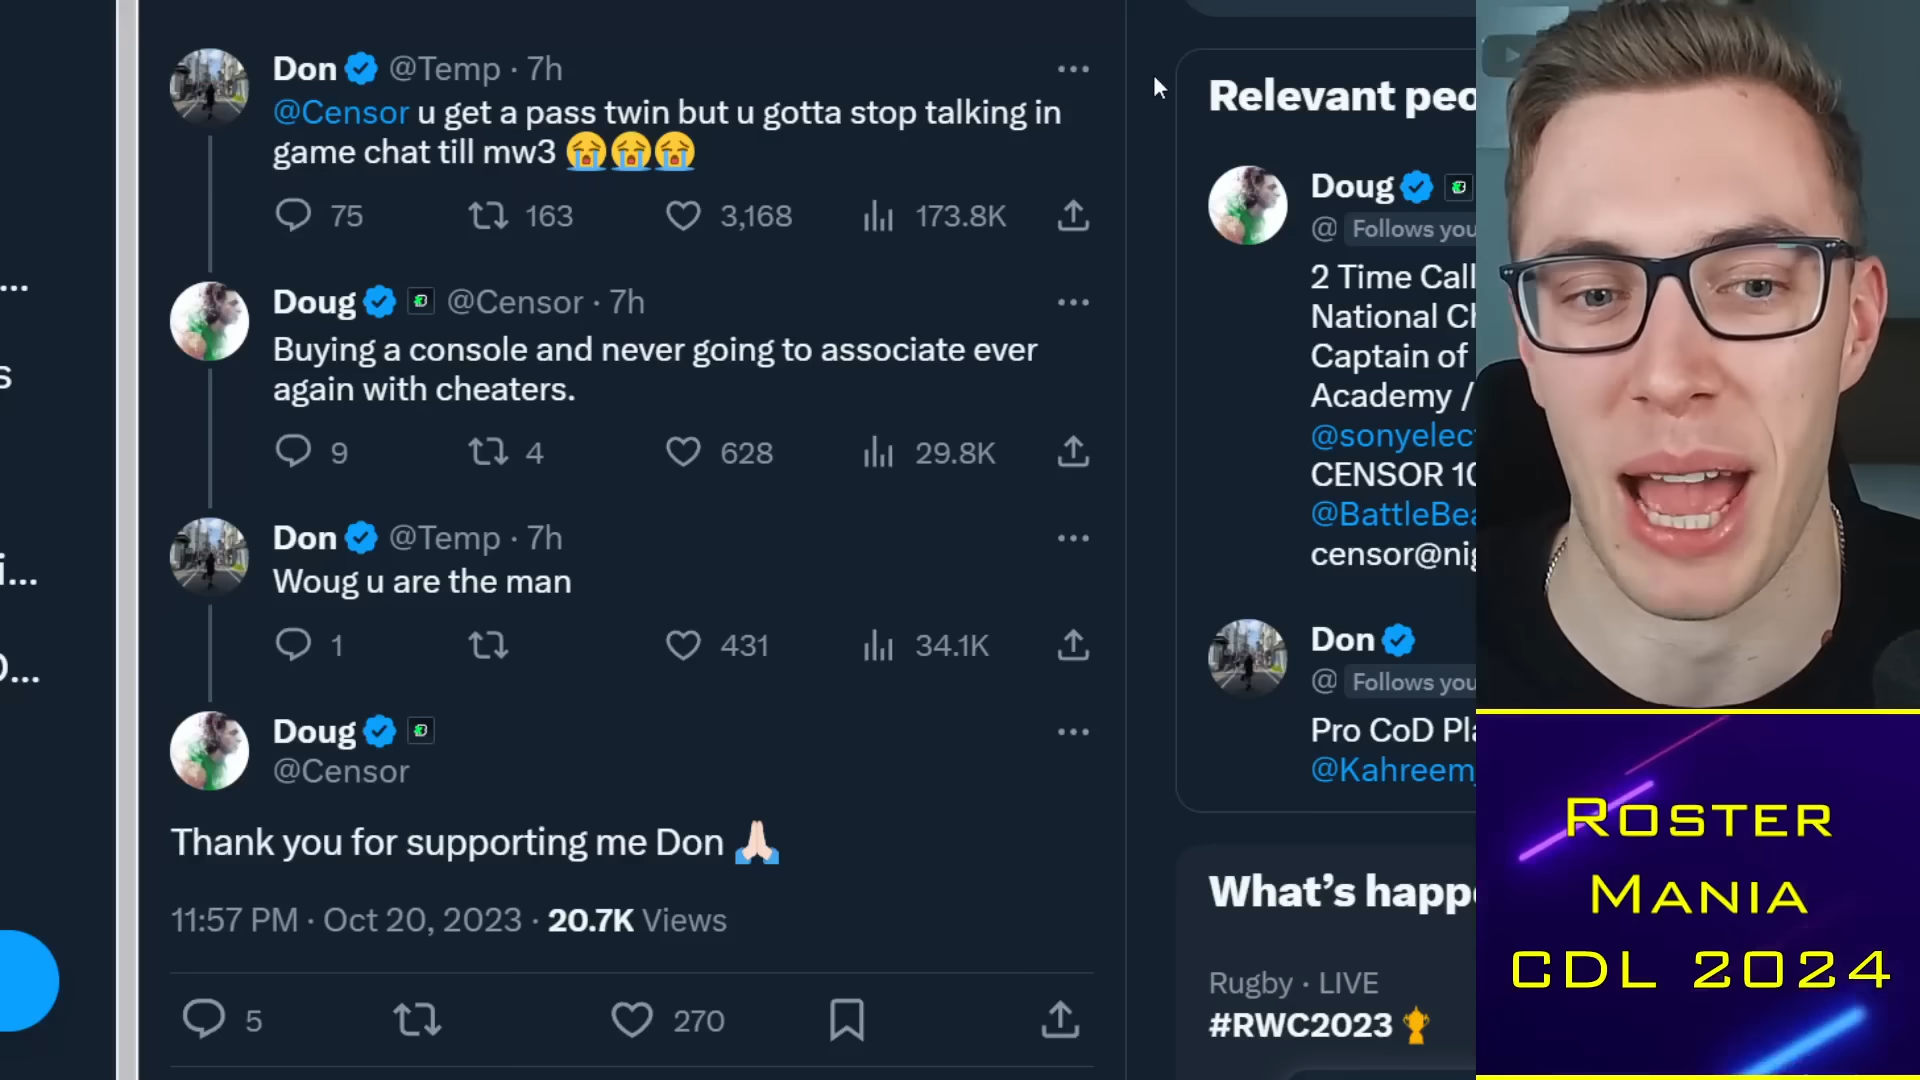 Don @Temp · 7h
@Censor u get a pass twin but u gotta stop talking in
game chat till mw3 😭😭😭
75 163 3,168 173.8K
Doug @Censor · 7h
Buying a console and never going to associate ever
again with cheaters.
9 4 628 29.8K
Don @Temp · 7h
Woug u are the man
1 431 34.1K
Doug
@Censor
Thank you for supporting me Don 🙏🏻
11:57 PM · Oct 20, 2023 · 20.7K Views
5 270
Relevant peo
Doug
@ Follows you
2 Time Call
National Ch
Captain of
Academy /
@sonyelec
CENSOR 10
@BattleBea
censor@nig
Don
@ Follows you
Pro CoD Pla
@Kahreem
What's happe
Rugby · LIVE
#RWC2023
ROSTER
MANIA
CDL 2024